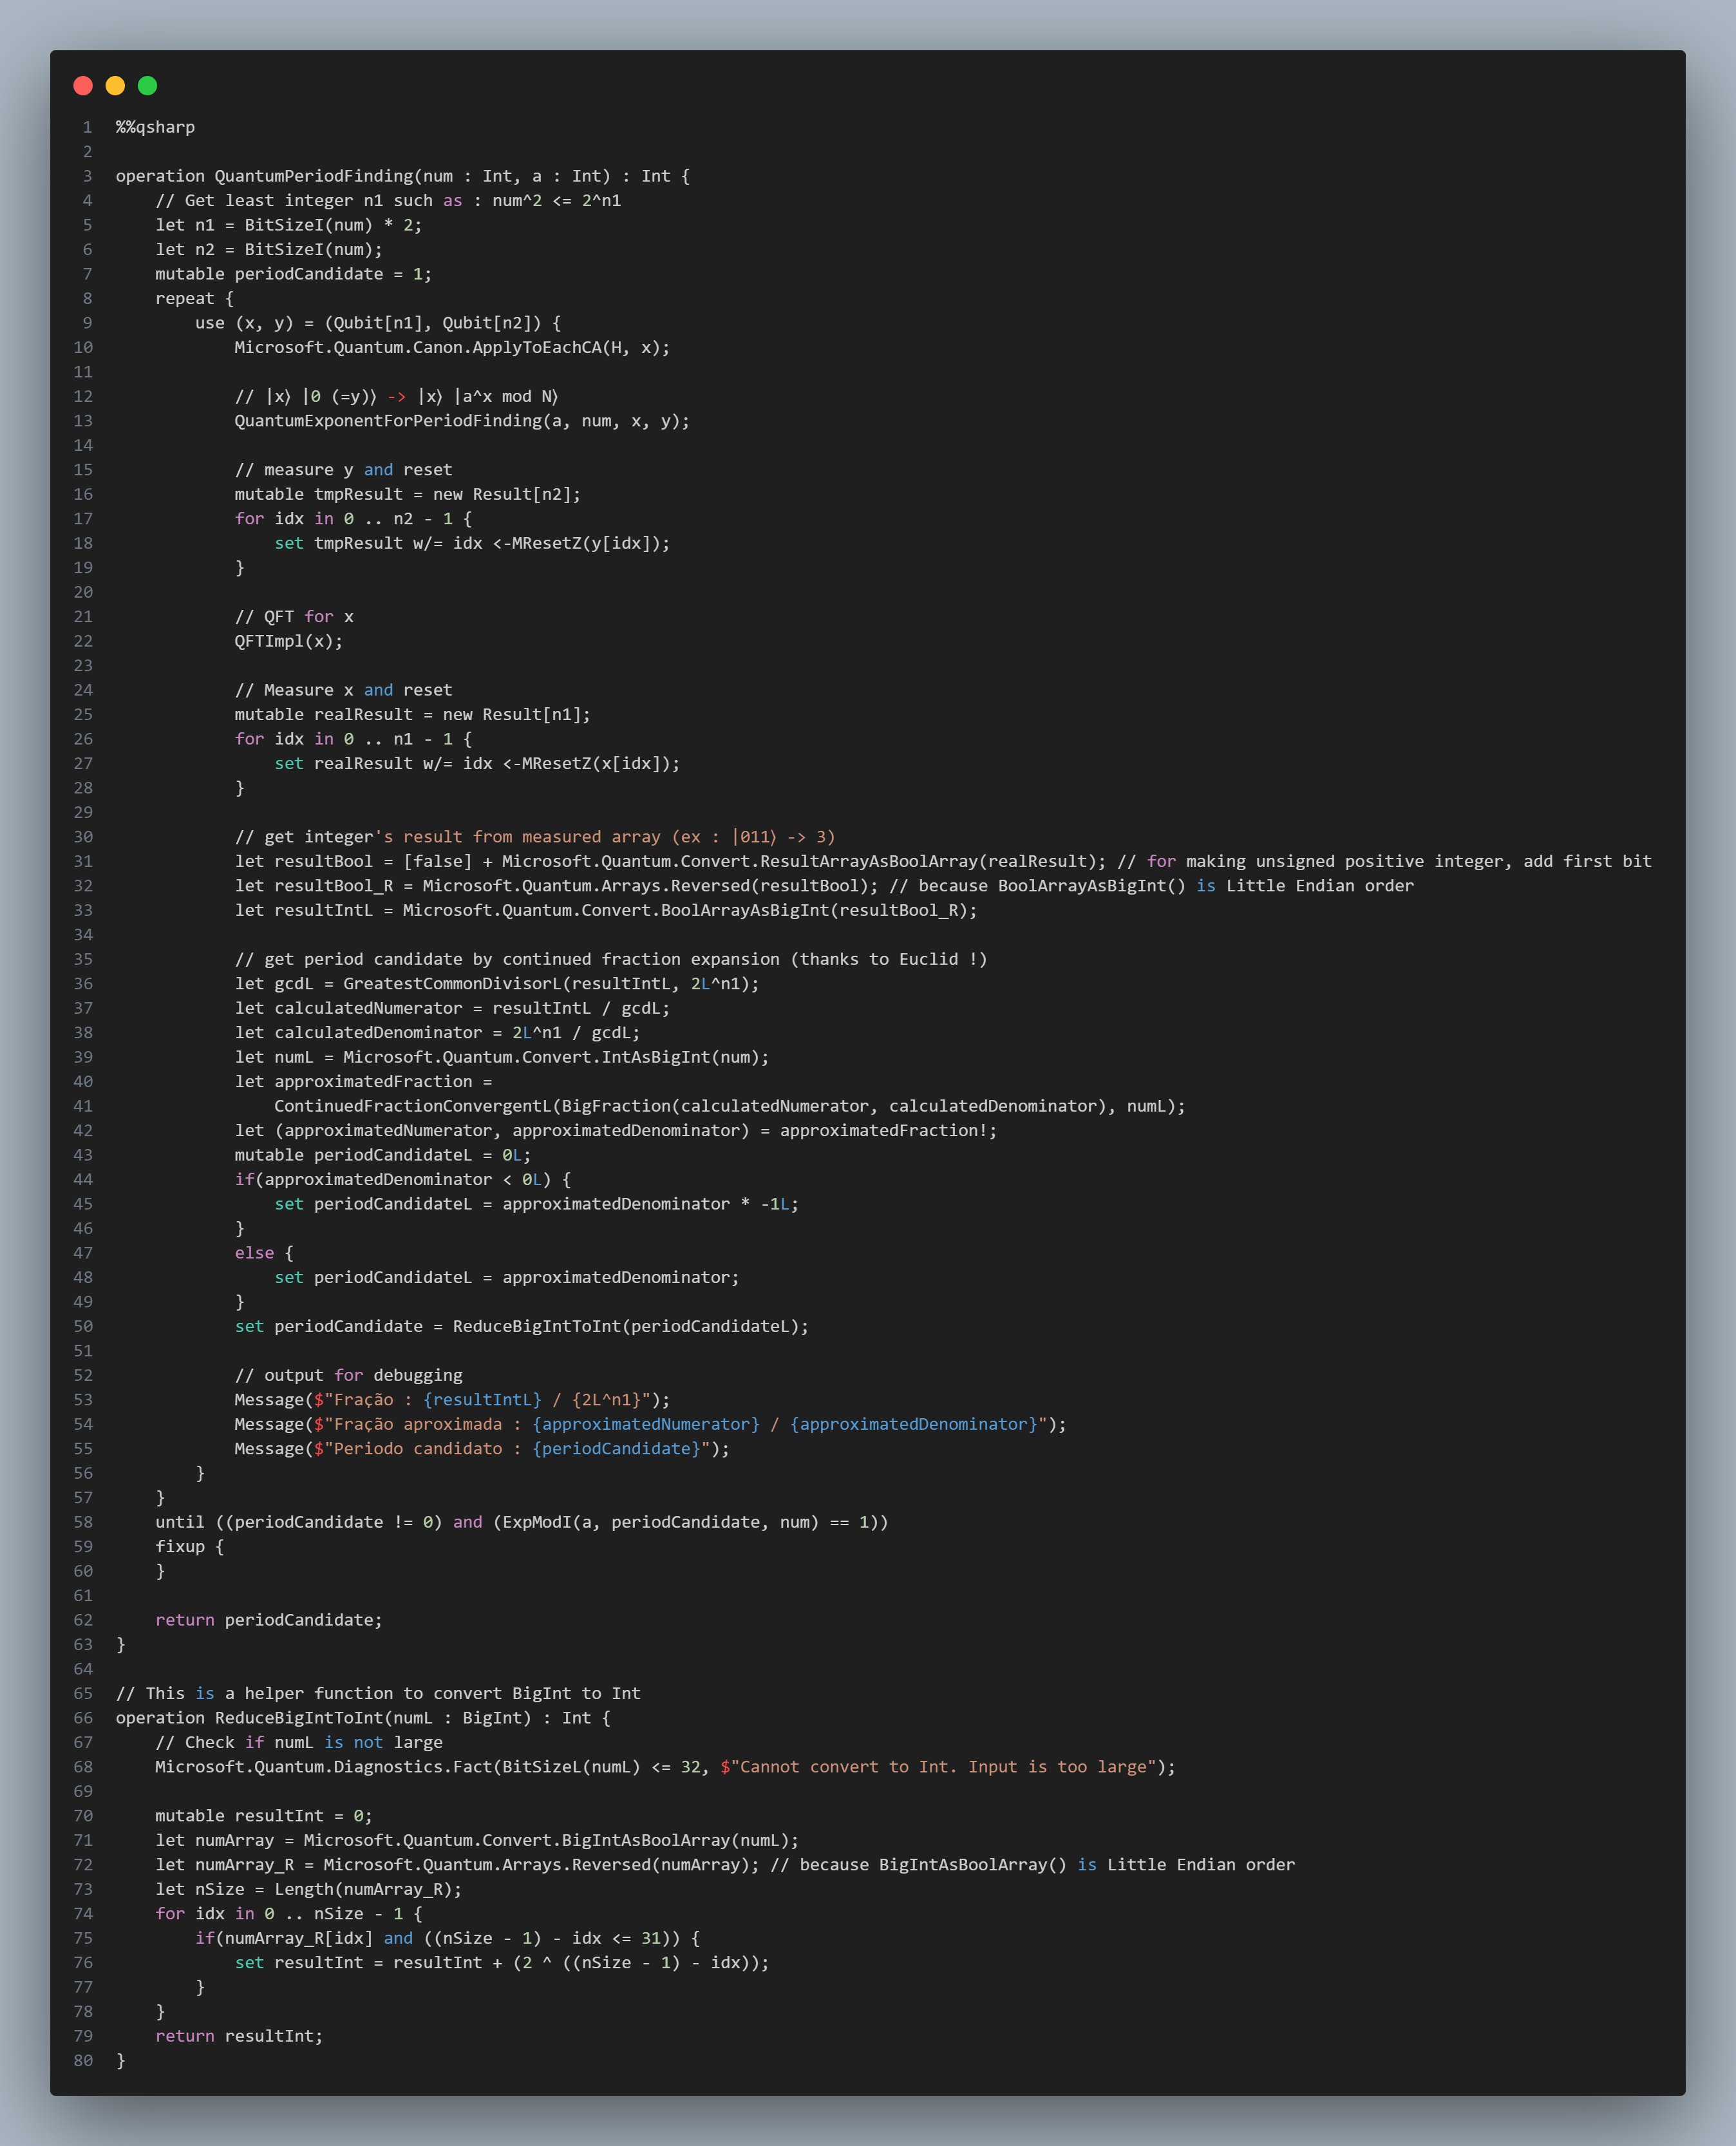 1 %%qsharp
2
3 operation QuantumPeriodFinding(num : Int, a : Int) : Int {
4     // Get least integer n1 such as : num^2 <= 2^n1
5     let n1 = BitSizeI(num) * 2;
6     let n2 = BitSizeI(num);
7     mutable periodCandidate = 1;
8     repeat {
9         use (x, y) = (Qubit[n1], Qubit[n2]) {
10             Microsoft.Quantum.Canon.ApplyToEachCA(H, x);
11
12             // |x⟩ |0 (=y)⟩ -> |x⟩ |a^x mod N⟩
13             QuantumExponentForPeriodFinding(a, num, x, y);
14
15             // measure y and reset
16             mutable tmpResult = new Result[n2];
17             for idx in 0 .. n2 - 1 {
18                 set tmpResult w/= idx <-MResetZ(y[idx]);
19             }
20
21             // QFT for x
22             QFTImpl(x);
23
24             // Measure x and reset
25             mutable realResult = new Result[n1];
26             for idx in 0 .. n1 - 1 {
27                 set realResult w/= idx <-MResetZ(x[idx]);
28             }
29
30             // get integer's result from measured array (ex : |011⟩ -> 3)
31             let resultBool = [false] + Microsoft.Quantum.Convert.ResultArrayAsBoolArray(realResult); // for making unsigned positive integer, add first bit
32             let resultBool_R = Microsoft.Quantum.Arrays.Reversed(resultBool); // because BoolArrayAsBigInt() is Little Endian order
33             let resultIntL = Microsoft.Quantum.Convert.BoolArrayAsBigInt(resultBool_R);
34
35             // get period candidate by continued fraction expansion (thanks to Euclid !)
36             let gcdL = GreatestCommonDivisorL(resultIntL, 2L^n1);
37             let calculatedNumerator = resultIntL / gcdL;
38             let calculatedDenominator = 2L^n1 / gcdL;
39             let numL = Microsoft.Quantum.Convert.IntAsBigInt(num);
40             let approximatedFraction =
41                 ContinuedFractionConvergentL(BigFraction(calculatedNumerator, calculatedDenominator), numL);
42             let (approximatedNumerator, approximatedDenominator) = approximatedFraction!;
43             mutable periodCandidateL = 0L;
44             if(approximatedDenominator < 0L) {
45                 set periodCandidateL = approximatedDenominator * -1L;
46             }
47             else {
48                 set periodCandidateL = approximatedDenominator;
49             }
50             set periodCandidate = ReduceBigIntToInt(periodCandidateL);
51
52             // output for debugging
53             Message($"Fração : {resultIntL} / {2L^n1}");
54             Message($"Fração aproximada : {approximatedNumerator} / {approximatedDenominator}");
55             Message($"Periodo candidato : {periodCandidate}");
56         }
57     }
58     until ((periodCandidate != 0) and (ExpModI(a, periodCandidate, num) == 1))
59     fixup {
60     }
61
62     return periodCandidate;
63 }
64
65 // This is a helper function to convert BigInt to Int
66 operation ReduceBigIntToInt(numL : BigInt) : Int {
67     // Check if numL is not large
68     Microsoft.Quantum.Diagnostics.Fact(BitSizeL(numL) <= 32, $"Cannot convert to Int. Input is too large");
69
70     mutable resultInt = 0;
71     let numArray = Microsoft.Quantum.Convert.BigIntAsBoolArray(numL);
72     let numArray_R = Microsoft.Quantum.Arrays.Reversed(numArray); // because BigIntAsBoolArray() is Little Endian order
73     let nSize = Length(numArray_R);
74     for idx in 0 .. nSize - 1 {
75         if(numArray_R[idx] and ((nSize - 1) - idx <= 31)) {
76             set resultInt = resultInt + (2 ^ ((nSize - 1) - idx));
77         }
78     }
79     return resultInt;
80 }